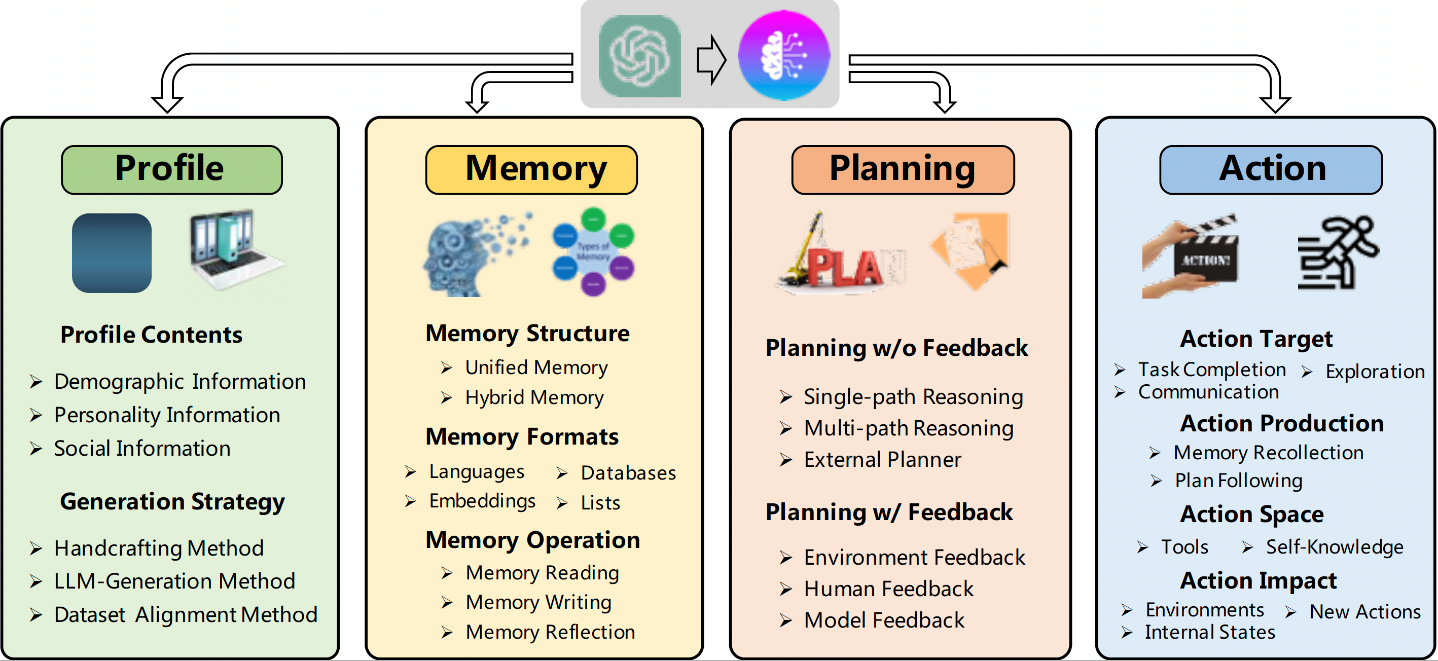 Profile
Profile Contents
Demographic Information
Personality Information
Social Information
Generation Strategy
Handcrafting Method
LLM-Generation Method
Dataset Alignment Method
Memory
Types of
Memory
Memory Structure
Unified Memory
Hybrid Memory
Memory Formats
Languages Databases
Embeddings Lists
Memory Operation
Memory Reading
Memory Writing
Memory Reflection
Planning
PLA
Planning w/o Feedback
Single-path Reasoning
Multi-path Reasoning
External Planner
Planning w/ Feedback
Environment Feedback
Human Feedback
Model Feedback
Action
ACTION!
Action Target
Task Completion Exploration
Communication
Action Production
Memory Recollection
Plan Following
Action Space
Tools Self-Knowledge
Action Impact
Environments New Actions
Internal States